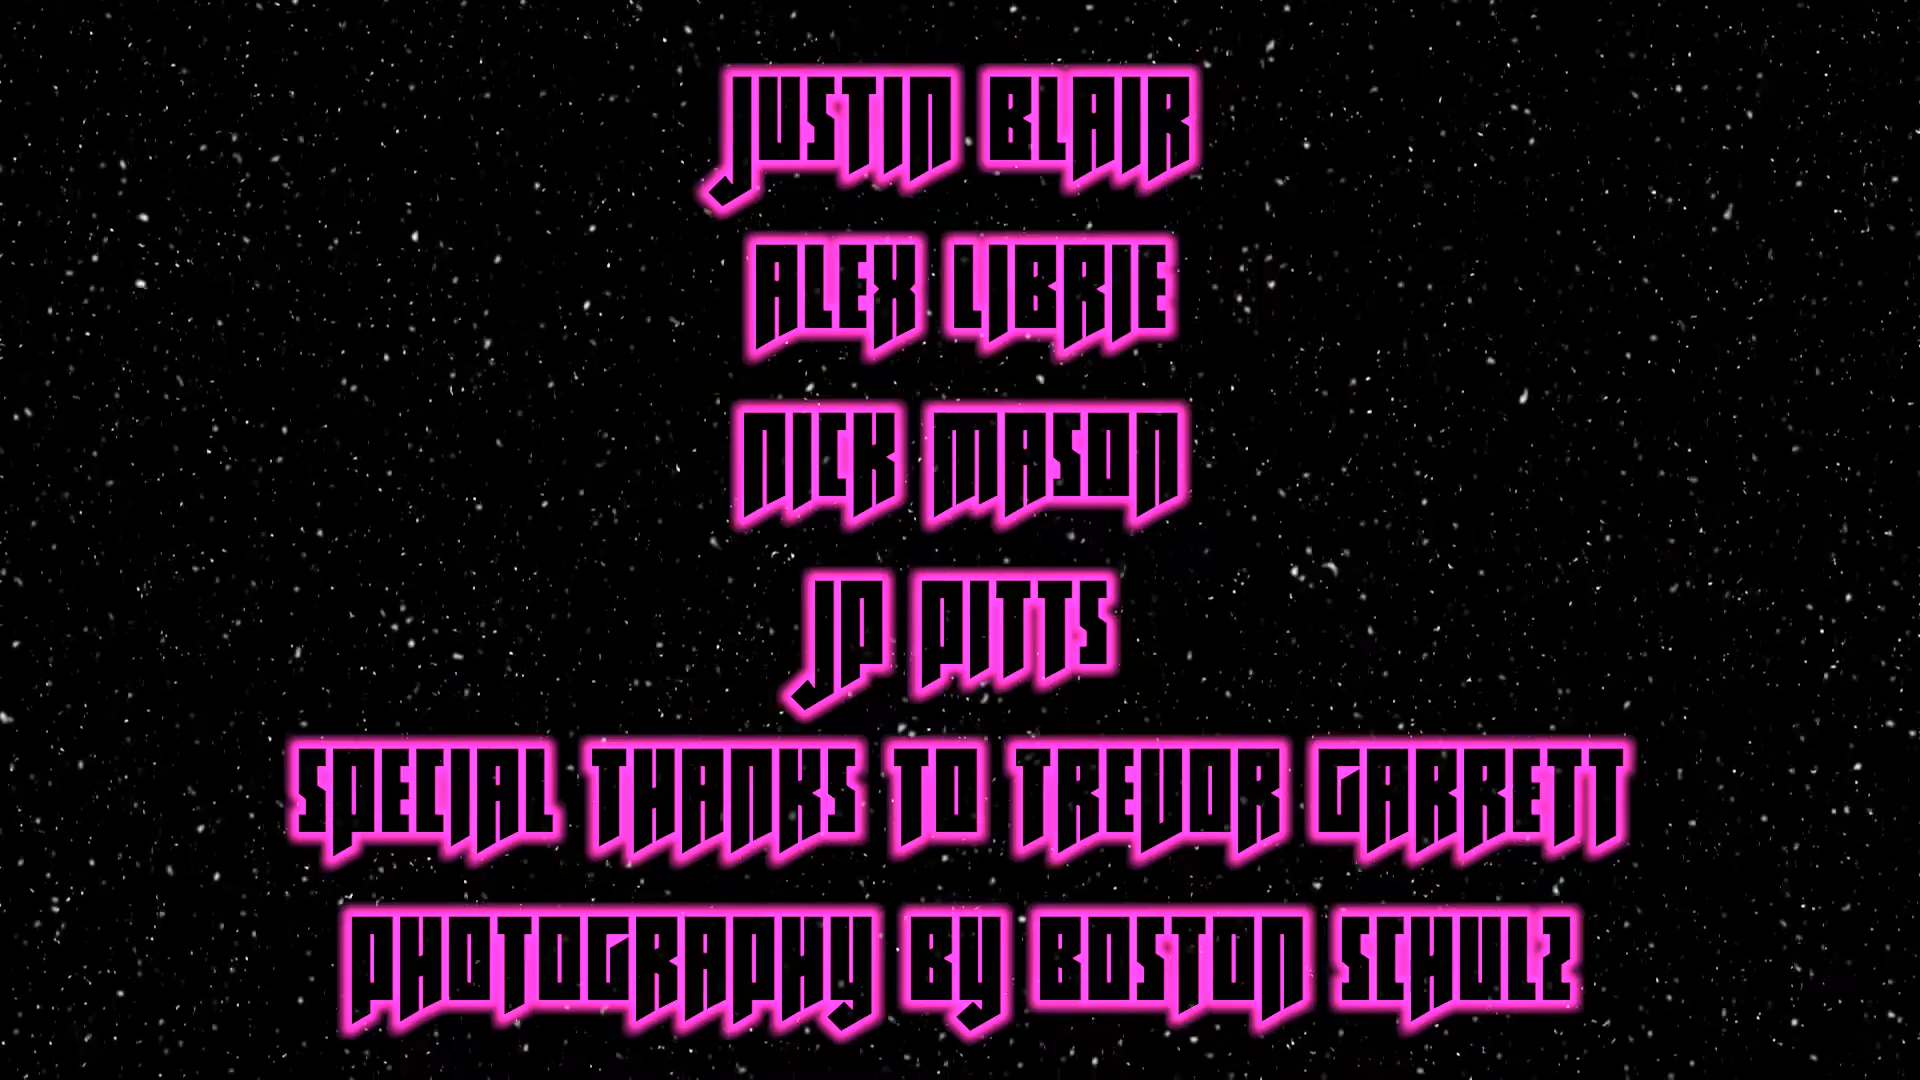 JUSTIN BLAIR
ALEX LIBRIE
NICK MASON
JP PITTS
SPECIAL THANKS TO TREVOR GARRETT
PHOTOGRAPHY BY BOSTON SCHULZ